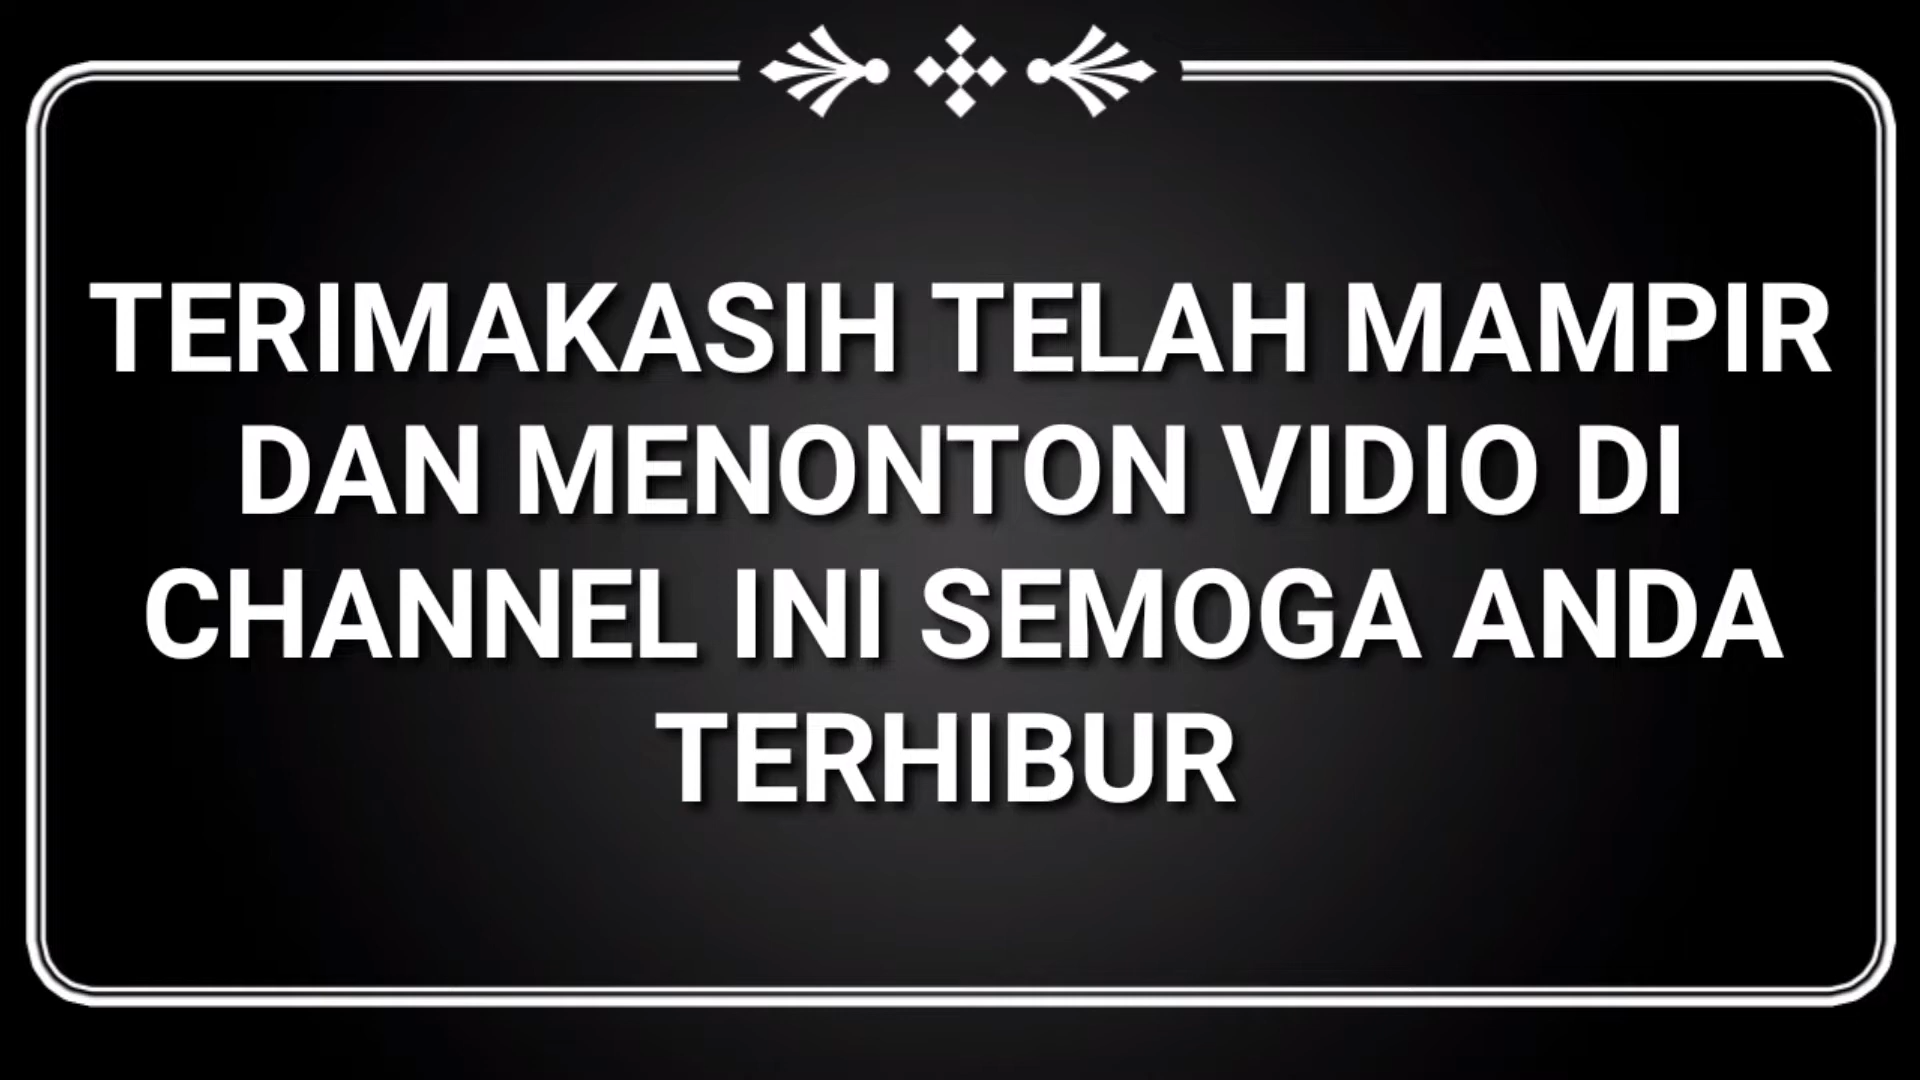 TERIMAKASIH TELAH MAMPIR
DAN MENONTON VIDIO DI
CHANNEL INI SEMOGA ANDA
TERHIBUR